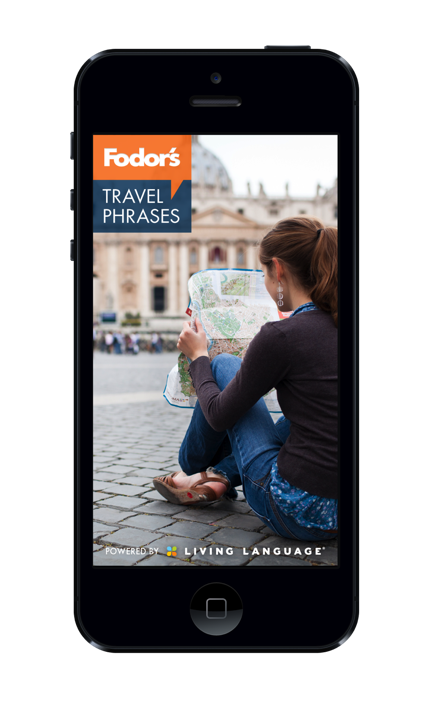 Fodor's
TRAVEL
PHRASES
POWERED BY LIVING LANGUAGE®